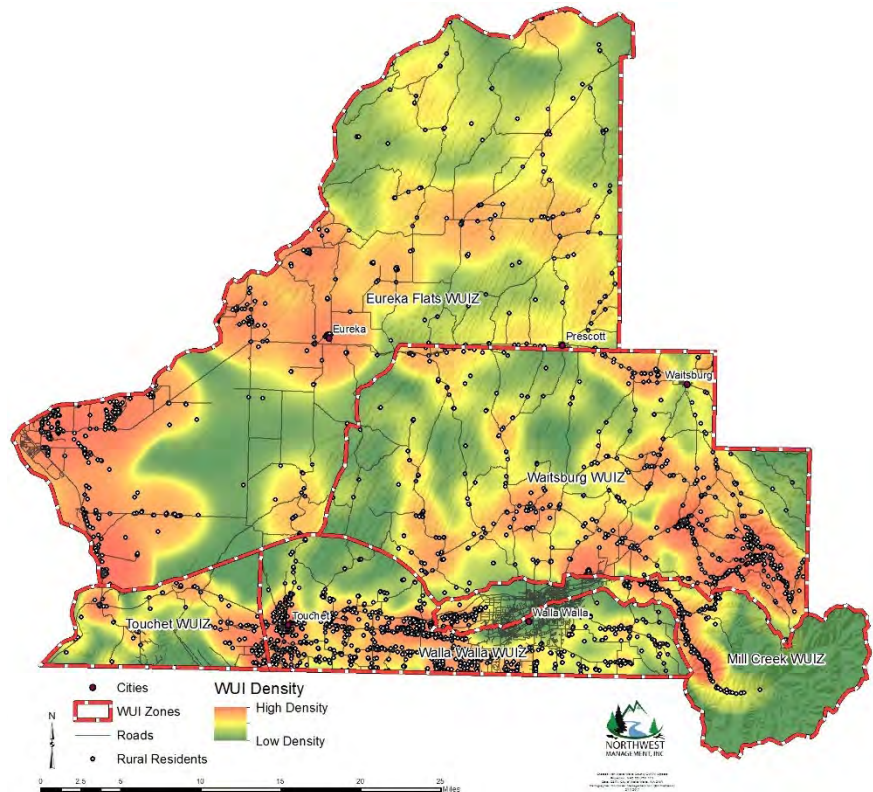 Eureka Flats WUIZ
Eureka
Prescott
Waitsburg
Waitsburg WUIZ
Touchet
Touchet WUIZ
Walla Walla
Walla Walla WUIZ
Mill Creek WUIZ
Cities
WUI Zones
Roads
Rural Residents
WUI Density
High Density
Low Density
N
0 2.5 5 10 15 20 25
Miles
NORTHWEST
MANAGEMENT, INC.